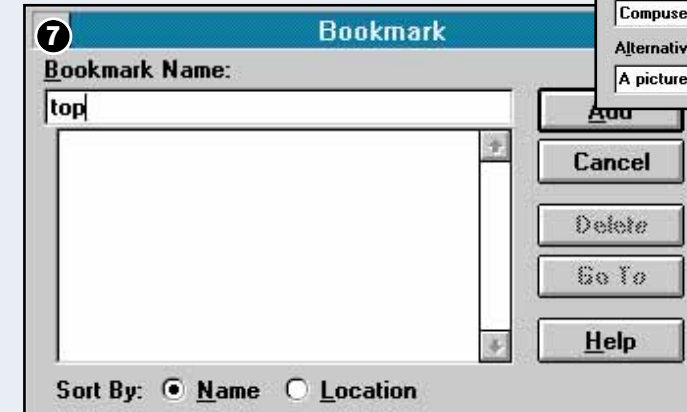 Compuse
Alternativ
A picture
7
Bookmark
Bookmark Name:
top
Add
Cancel
Delete
Go To
Help
Sort By: Name Location